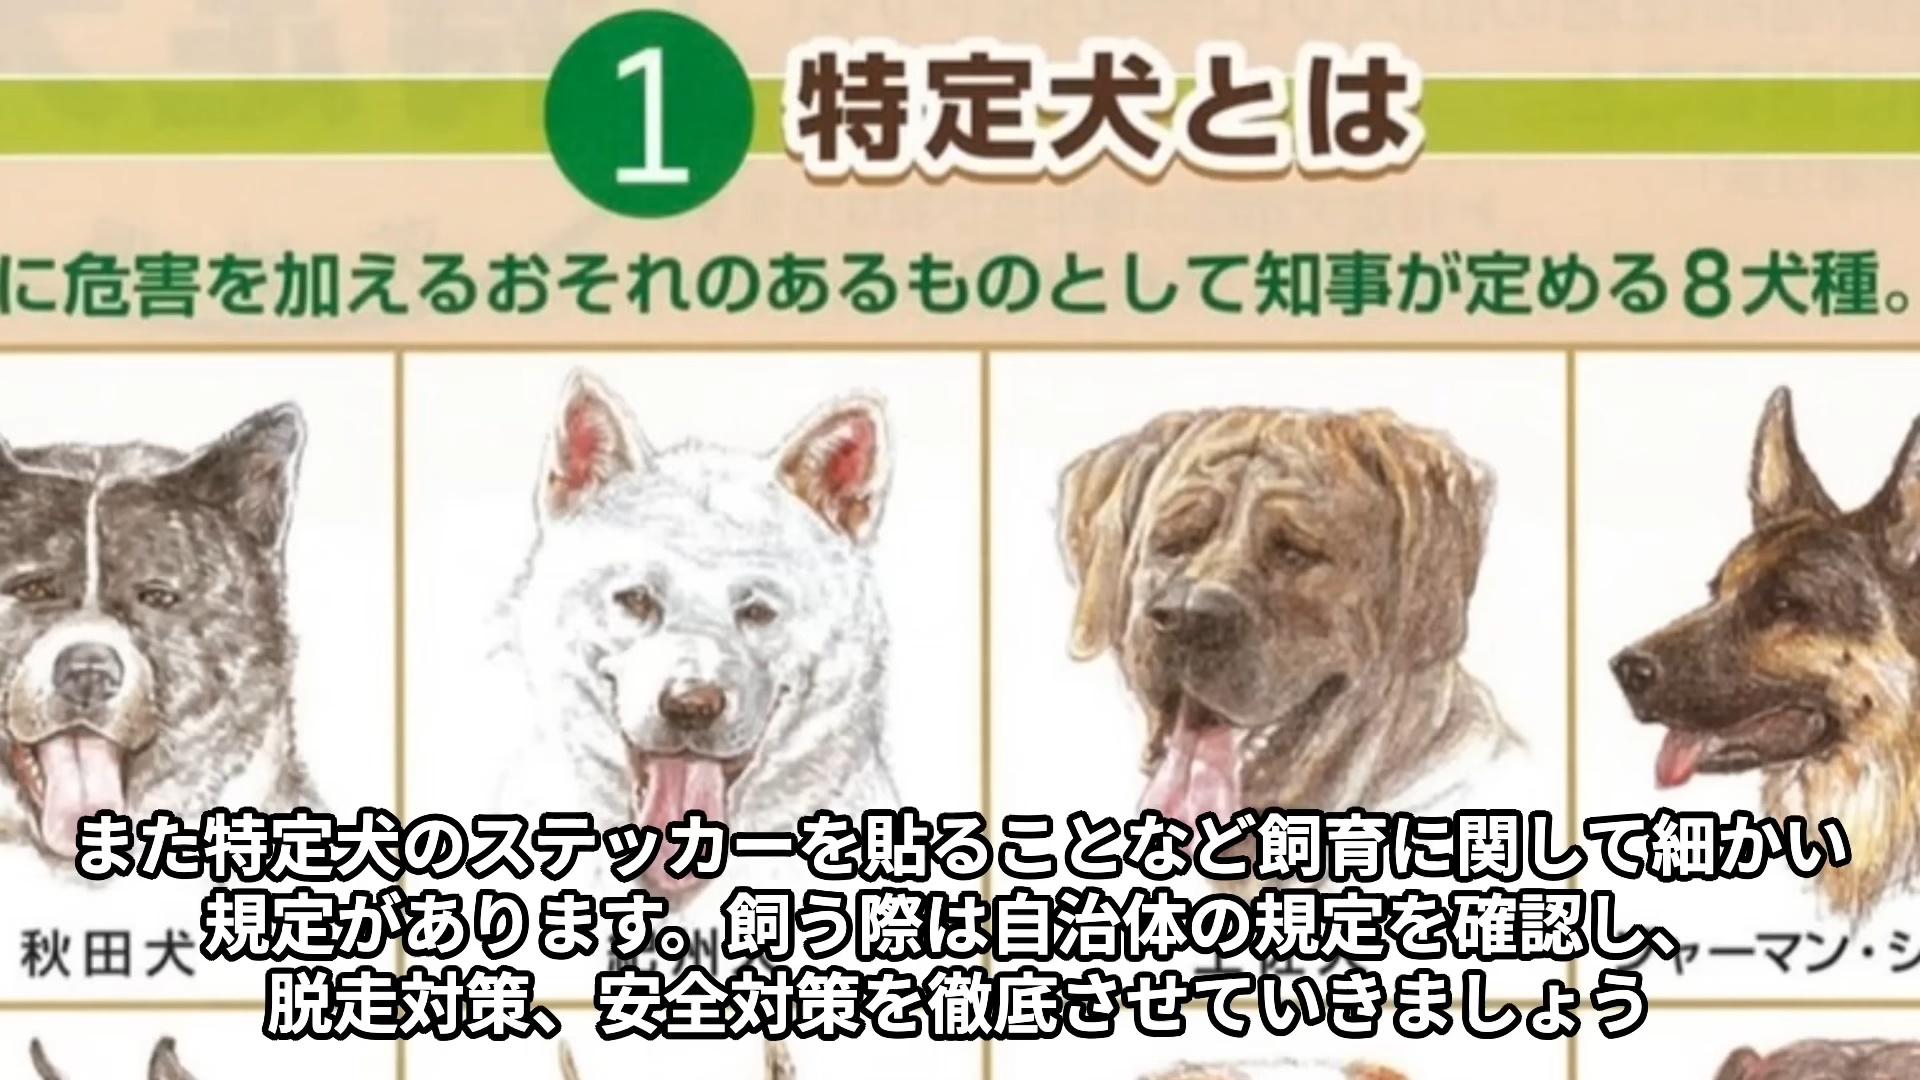 1 特定犬とは
に危害を加えるおそれのあるものとして知事が定める8犬種。
秋田犬
ャーマン・シ
また特定犬のステッカーを貼ることなど飼育に関して細かい
規定があります。飼う際は自治体の規定を確認し、
脱走対策、安全対策を徹底させていきましょう